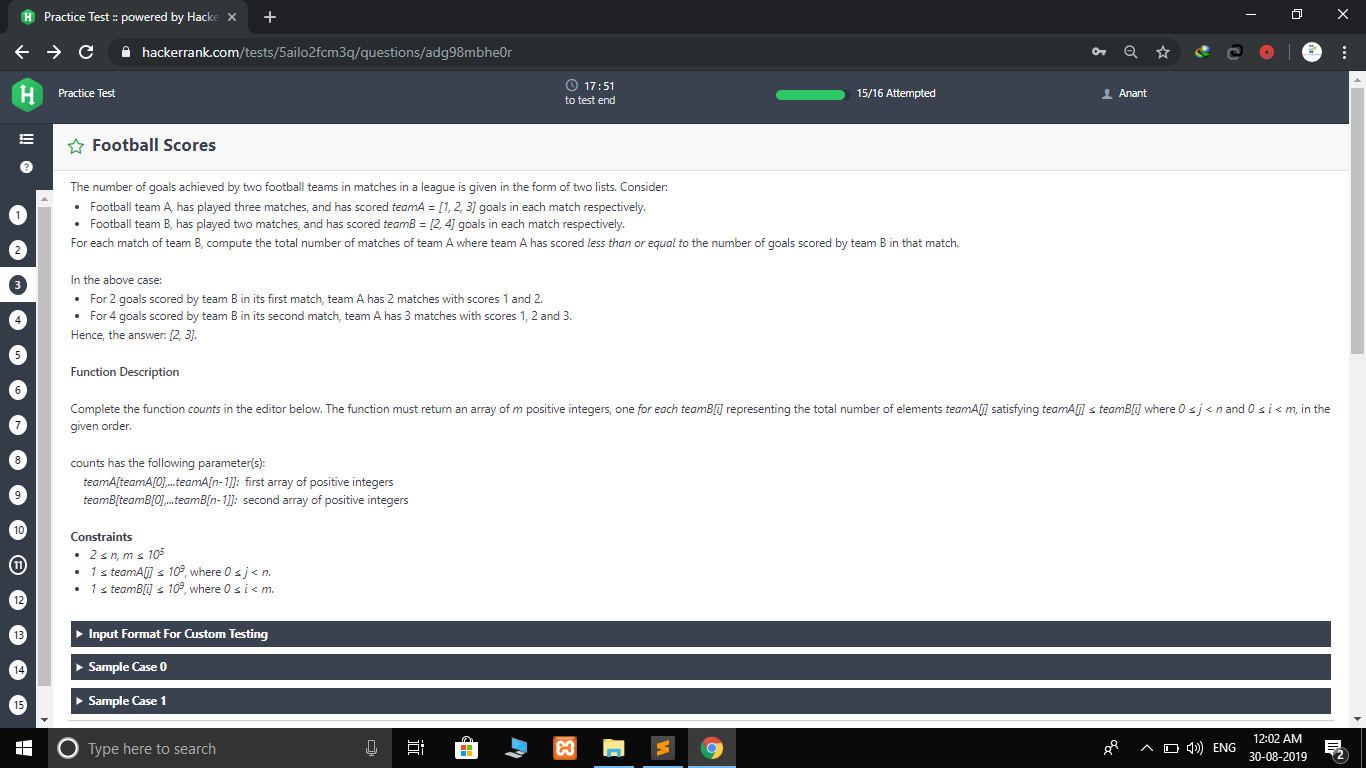 Practice Test :: powered by Hacke
hackerrank.com/tests/5ailo2fcm3q/questions/adg98mbhe0r
H
Practice Test
17 : 51
to test end
15/16 Attempted
Anant
?
Football Scores
The number of goals achieved by two football teams in matches in a league is given in the form of two lists. Consider:
• Football team A, has played three matches, and has scored teamA = [1, 2, 3] goals in each match respectively.
• Football team B, has played two matches, and has scored teamB = [2, 4] goals in each match respectively.
For each match of team B, compute the total number of matches of team A where team A has scored less than or equal to the number of goals scored by team B in that match.
In the above case:
• For 2 goals scored by team B in its first match, team A has 2 matches with scores 1 and 2.
• For 4 goals scored by team B in its second match, team A has 3 matches with scores 1, 2 and 3.
Hence, the answer: [2, 3].
Function Description
Complete the function counts in the editor below. The function must return an array of m positive integers, one for each teamB[i] representing the total number of elements teamA[j] satisfying teamA[j] ≤ teamB[i] where 0 ≤ j < n and 0 ≤ i < m, in the
given order.
counts has the following parameter(s):
teamA[teamA[0],...teamA[n-1]]: first array of positive integers
teamB[teamB[0],...teamB[n-1]]: second array of positive integers
Constraints
• 2 ≤ n, m ≤ 10⁵
• 1 ≤ teamA[j] ≤ 10⁹, where 0 ≤ j < n.
• 1 ≤ teamB[i] ≤ 10⁹, where 0 ≤ i < m.
Input Format For Custom Testing
Sample Case 0
Sample Case 1
1
2
3
4
5
6
7
8
9
10
11
12
13
14
15
Type here to search
ENG
12:02 AM
30-08-2019
2